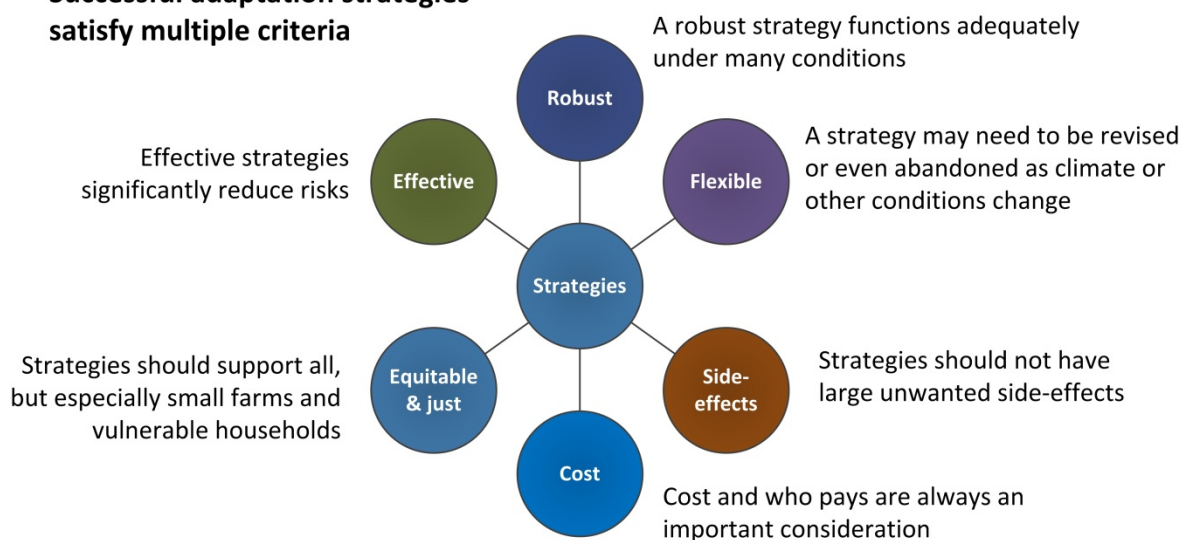 Successful adaptation strategies
satisfy multiple criteria
A robust strategy functions adequately
under many conditions
Robust
Effective strategies
significantly reduce risks
Effective
Flexible
A strategy may need to be revised
or even abandoned as climate or
other conditions change
Strategies
Strategies should support all,
but especially small farms and
vulnerable households
Equitable
& just
Side-
effects
Strategies should not have
large unwanted side-effects
Cost
Cost and who pays are always an
important consideration